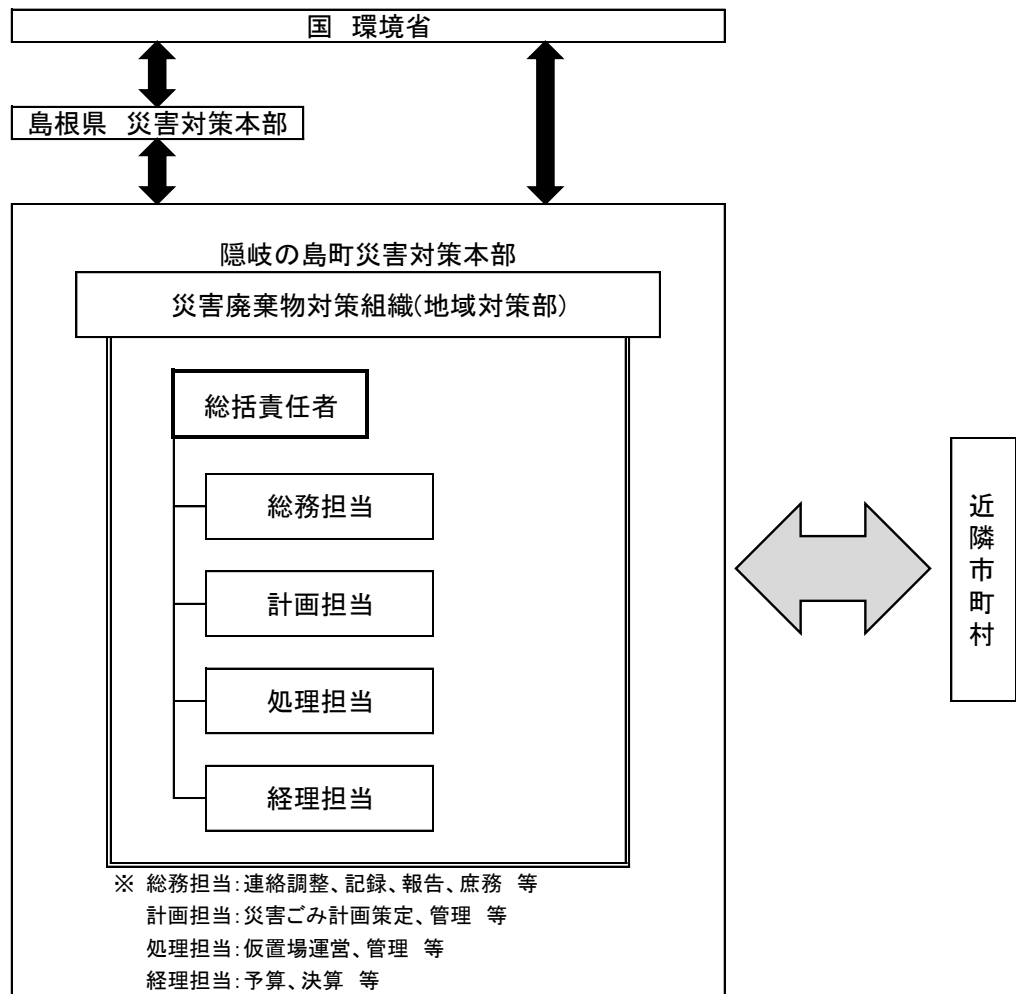 国 環境省
島根県 災害対策本部
隠岐の島町災害対策本部
災害廃棄物対策組織(地域対策部)
総括責任者
総務担当
計画担当
処理担当
経理担当
近隣市町村
※ 総務担当:連絡調整、記録、報告、庶務 等
計画担当:災害ごみ計画策定、管理 等
処理担当:仮置場運営、管理 等
経理担当:予算、決算 等